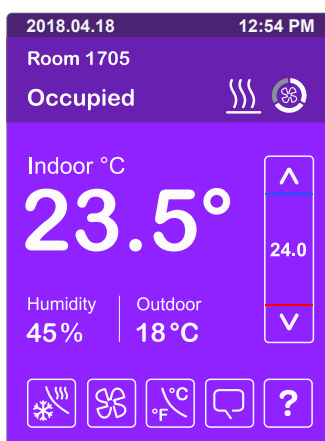 2018.04.18 12:54 PM
Room 1705
Occupied
Indoor °C
23.5°
24.0
Humidity Outdoor
45% 18°C
°F °C ?